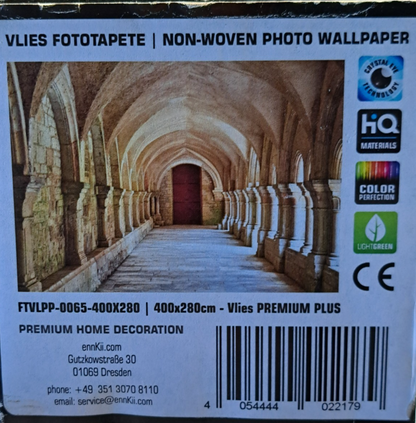 VLIES FOTOTAPETE | NON-WOVEN PHOTO WALLPAPER
CRYSTAL EYE
TECHNOLOGY
HQ
MATERIALS
COLOR
PERFECTION
LIGHTGREEN
CE
FTVLPP-0065-400X280 | 400x280cm - Vlies PREMIUM PLUS
PREMIUM HOME DECORATION
ennKii.com
Gutzkowstraße 30
01069 Dresden
phone: +49 351 3070 8110
email: service@ennKii.com
4 054444 022179